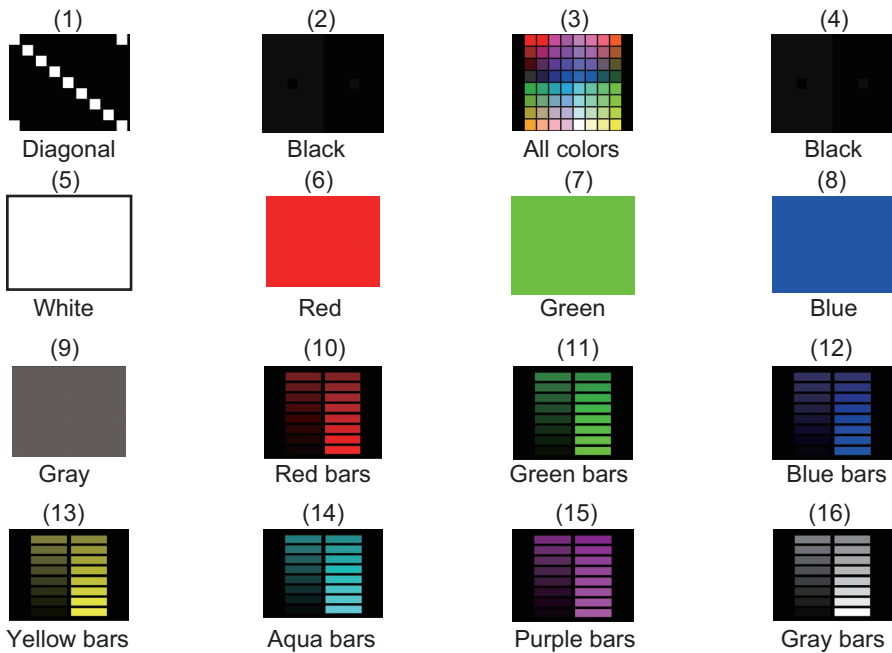 (1) (2) (3) (4)
Diagonal Black All colors Black
(5) (6) (7) (8)
White Red Green Blue
(9) (10) (11) (12)
Gray Red bars Green bars Blue bars
(13) (14) (15) (16)
Yellow bars Aqua bars Purple bars Gray bars